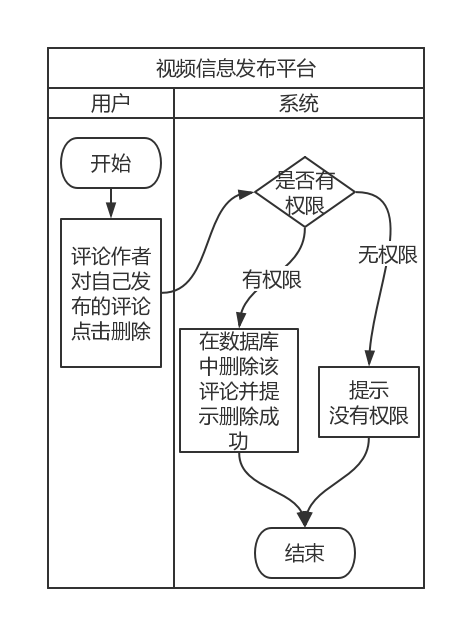 视频信息发布平台
用户
系统
开始
评论作者
对自己发
布的评论
点击删除
是否有
权限
有权限
无权限
在数据库
中删除该
评论并提
示删除成
功
提示
没有权限
结束